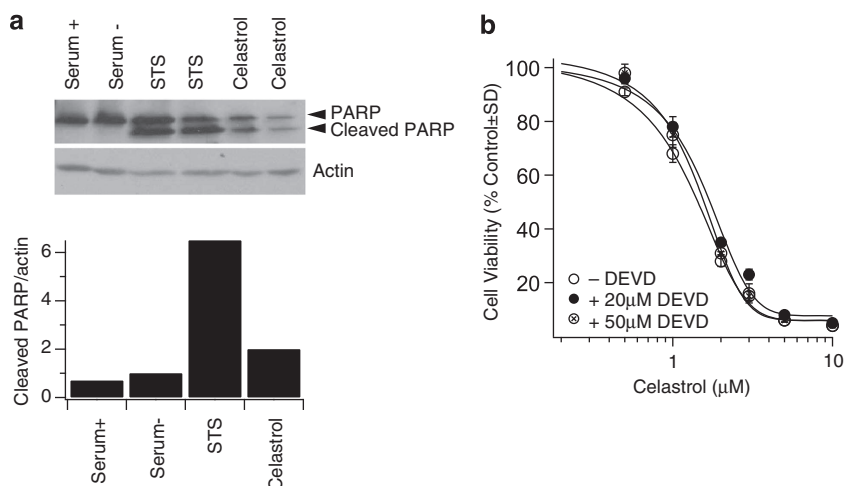 a
Serum +
Serum -
STS
STS
Celastrol
Celastrol
PARP
Cleaved PARP
Actin
Cleaved PARP/actin
6
4
2
0
Serum+
Serum-
STS
Celastrol
b
Cell Viability (% Control±SD)
100
80
60
40
20
– DEVD
+ 20μM DEVD
+ 50μM DEVD
1
10
Celastrol (μM)